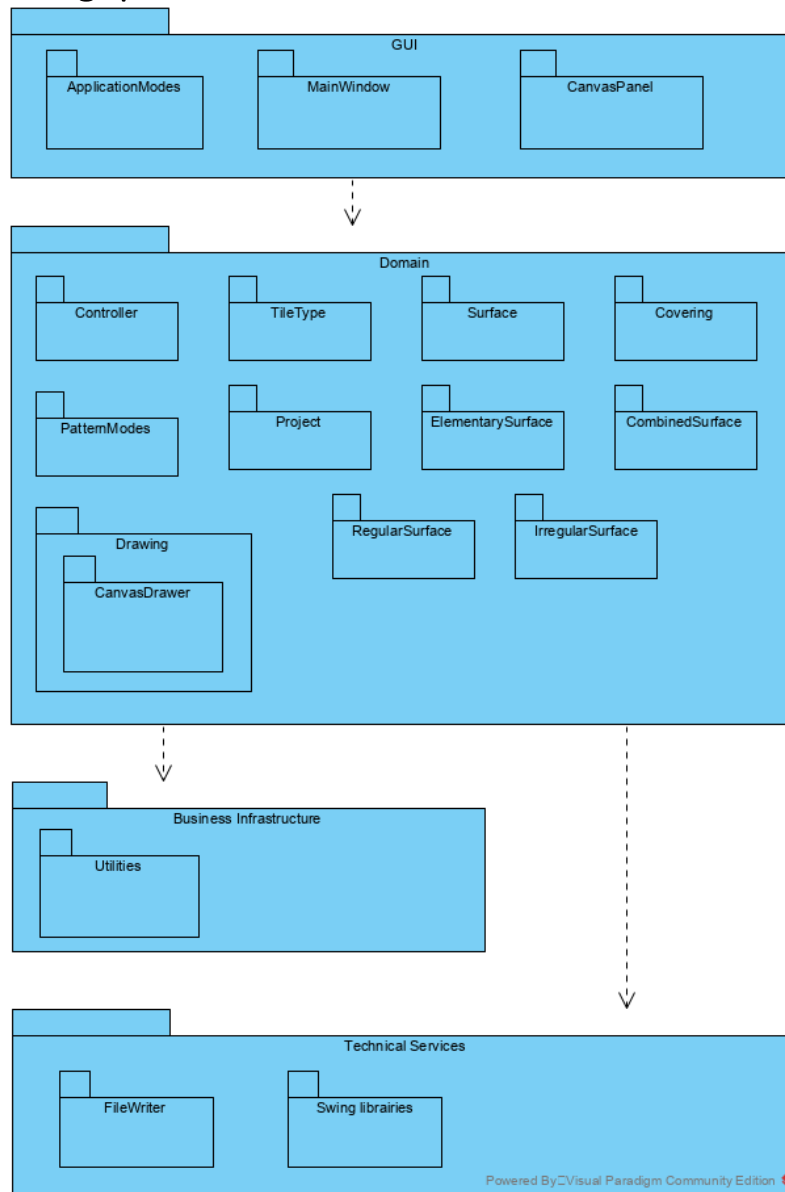 GUI
ApplicationModes
MainWindow
CanvasPanel
Domain
Controller
TileType
Surface
Covering
PatternModes
Project
ElementarySurface
CombinedSurface
Drawing
RegularSurface
IrregularSurface
CanvasDrawer
Business Infrastructure
Utilities
Technical Services
FileWriter
Swing librairies
Powered By Visual Paradigm Community Edition